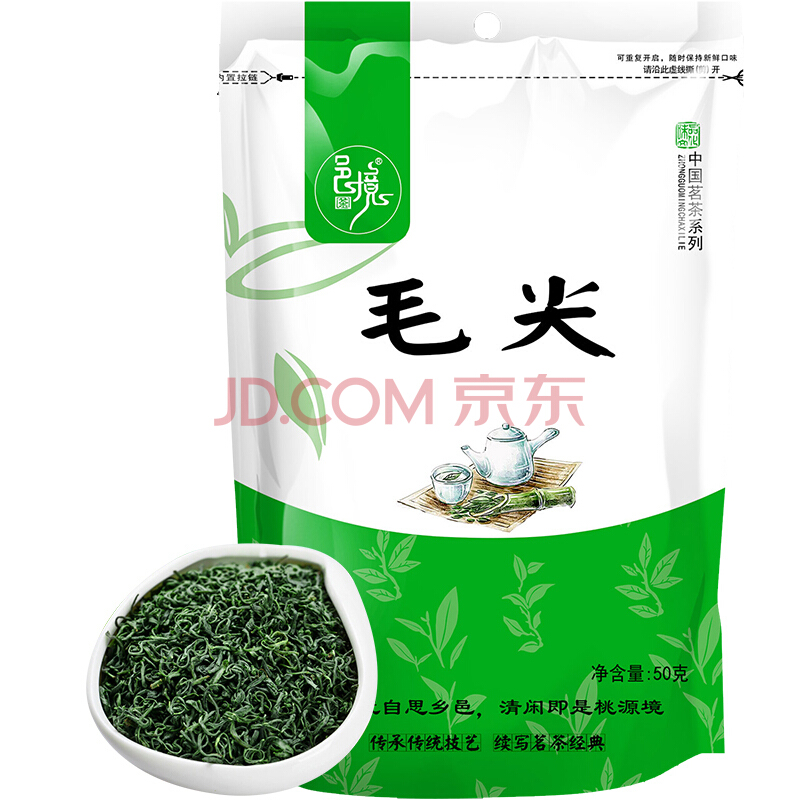 可重复开启，随时保持新鲜口味
内置拉链
请沿此虚线撕(剪)开
邑境®
茶
中国茗茶系列
ZHONGGUOMINGCHAXILIE
毛尖
JD.COM 京东
净含量:50克
自思乡邑，清闲即是桃源境
传承传统技艺 续写茗茶经典